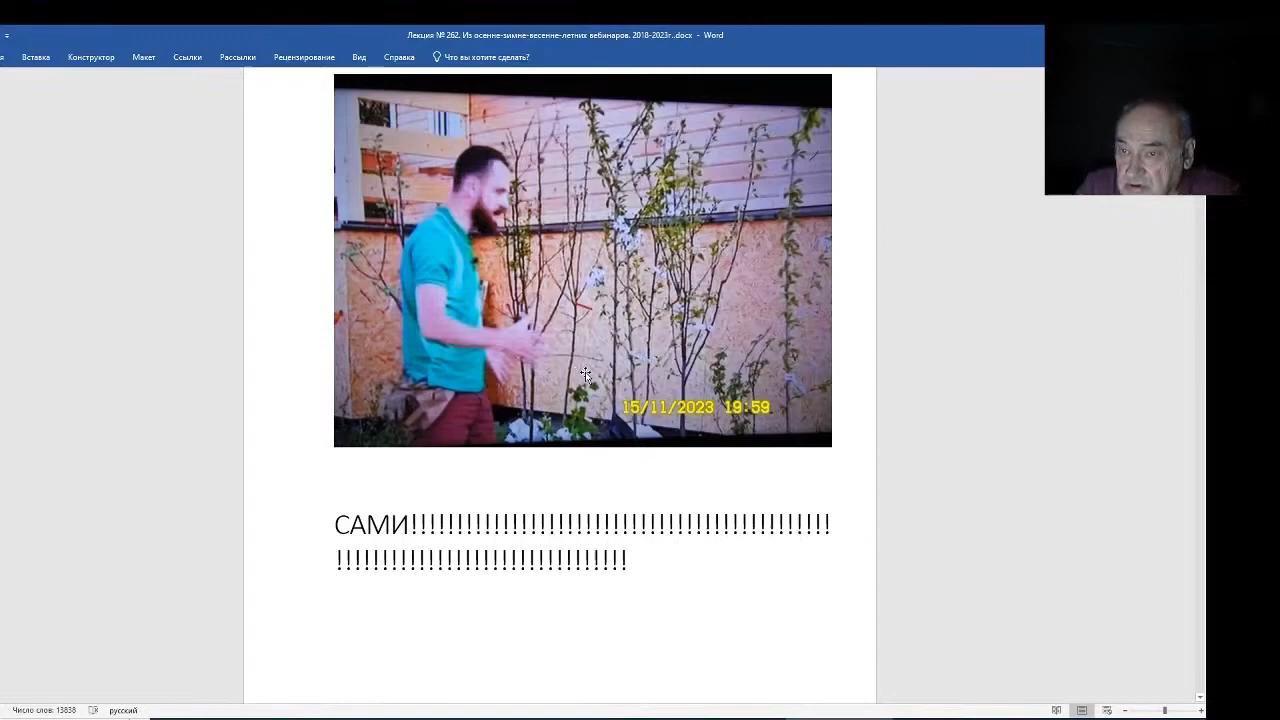 Лекция № 262. Из осенне-зимне-весенне-летних вебинаров. 2018-2023г..docx - Word
Вставка Конструктор Макет Ссылки Рассылки Рецензирование Вид Справка Что вы хотите сделать?
15/11/2023 19:59
САМИ!!!!!!!!!!!!!!!!!!!!!!!!!!!!!!!!!!!!!!!!!!!!!!
!!!!!!!!!!!!!!!!!!!!!!!!!!!!!!!!
Число слов: 13838 русский